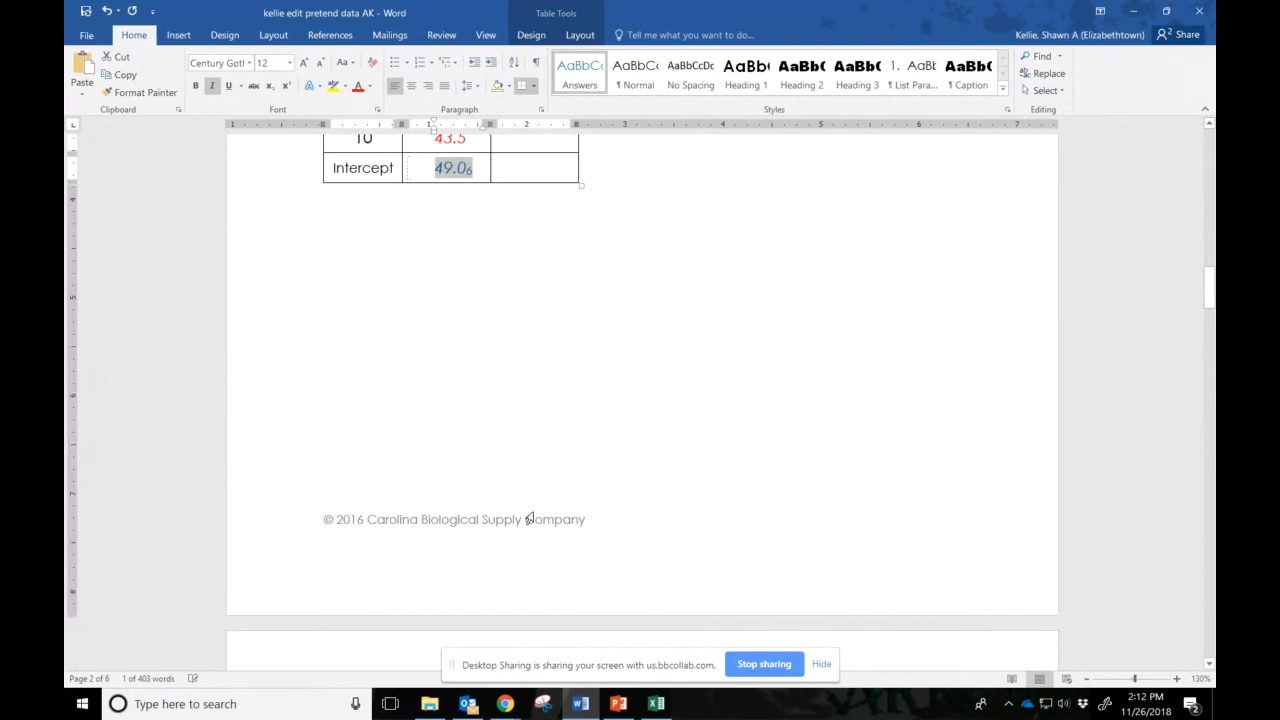 kellie edit pretend data AK - Word
Table Tools
File
Home
Insert
Design
Layout
References
Mailings
Review
View
Design
Layout
Tell me what you want to do...
Kellie, Shawn A (Elizabethtown)
Share
Paste
Cut
Copy
Format Painter
Clipboard
Century Gotl
12
Font
Paragraph
AaBbC(
Answers
AaBbC(
¶ Normal
AaBbCcDc
No Spacing
AaBbC
Heading 1
AaBb(
Heading 2
AaBb(
Heading 3
1. AaBb
¶ List Para...
AaBb(
¶ Caption
Styles
Find
Replace
Select
Editing
10 43.5
Intercept 49.06
© 2016 Carolina Biological Supply Company
Desktop Sharing is sharing your screen with us.bbcollab.com.
Stop sharing
Hide
Page 2 of 6
1 of 403 words
130%
Type here to search
2:12 PM
11/26/2018
2